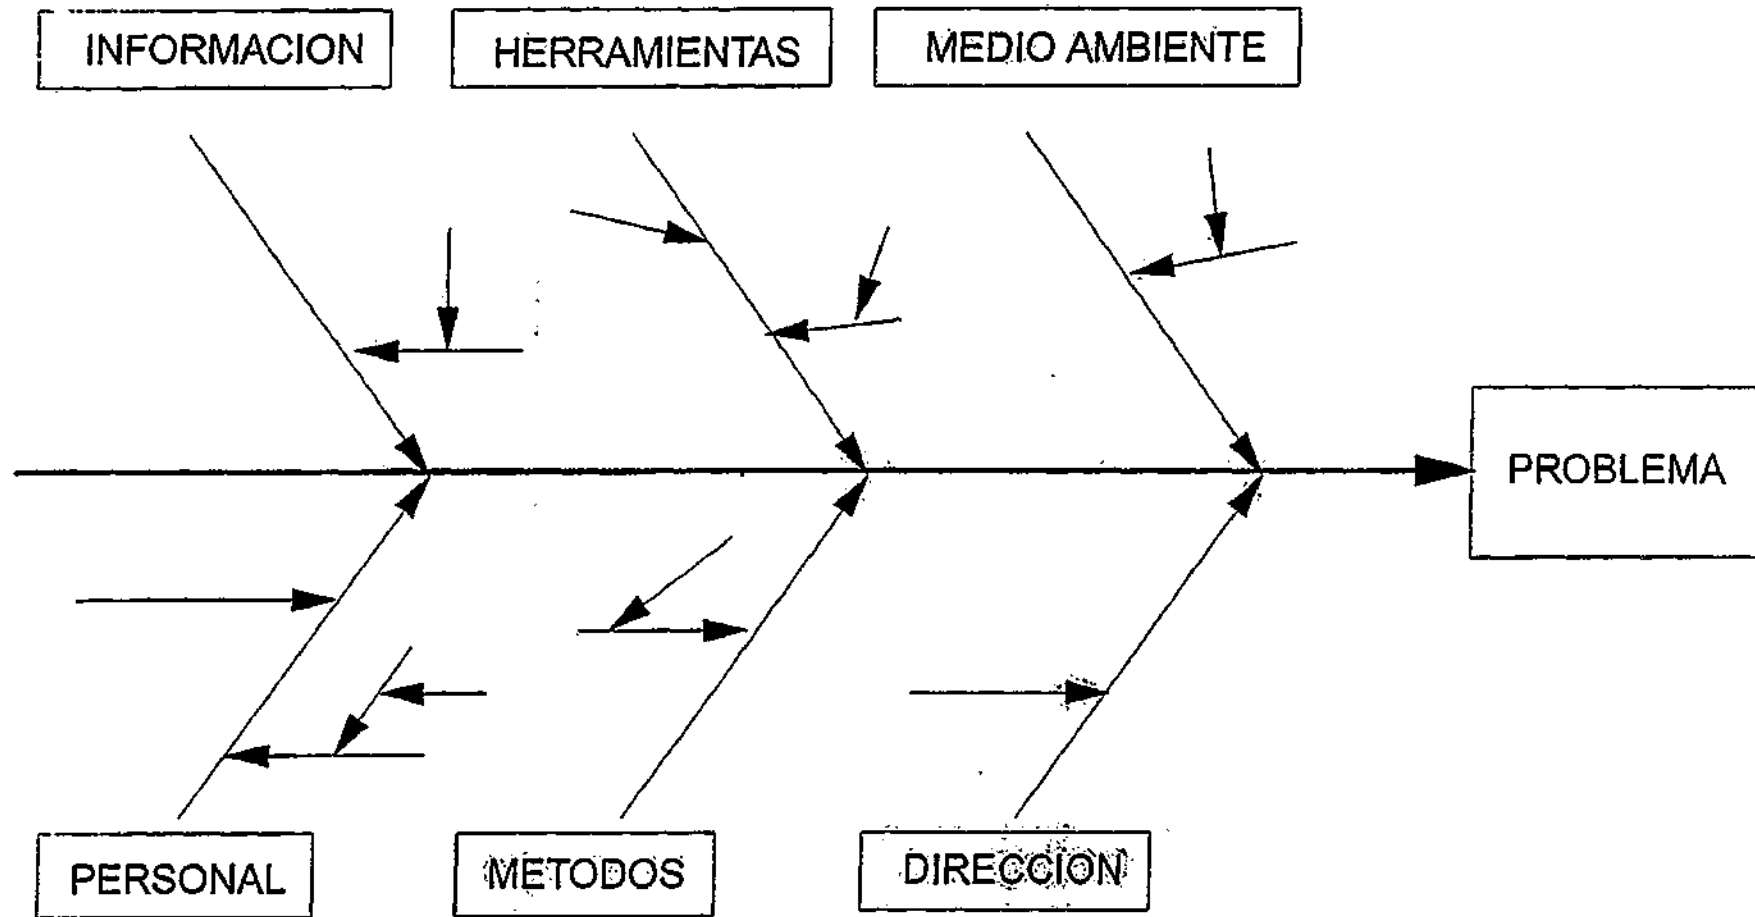 INFORMACION
HERRAMIENTAS
MEDIO AMBIENTE
PROBLEMA
PERSONAL
METODOS
DIRECCION